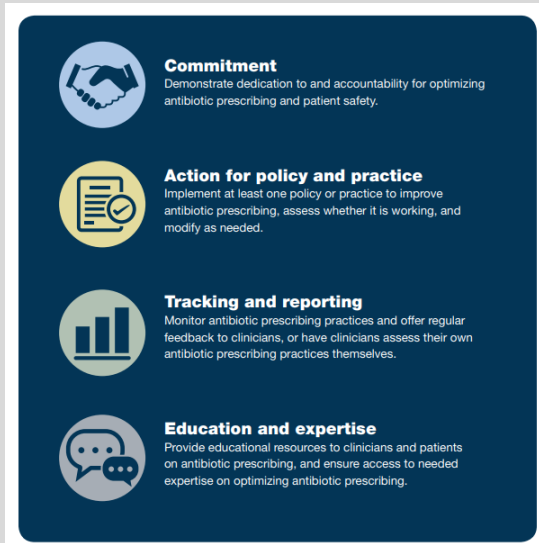 Commitment
Demonstrate dedication to and accountability for optimizing
antibiotic prescribing and patient safety.
Action for policy and practice
Implement at least one policy or practice to improve
antibiotic prescribing, assess whether it is working, and
modify as needed.
Tracking and reporting
Monitor antibiotic prescribing practices and offer regular
feedback to clinicians, or have clinicians assess their own
antibiotic prescribing practices themselves.
Education and expertise
Provide educational resources to clinicians and patients
on antibiotic prescribing, and ensure access to needed
expertise on optimizing antibiotic prescribing.